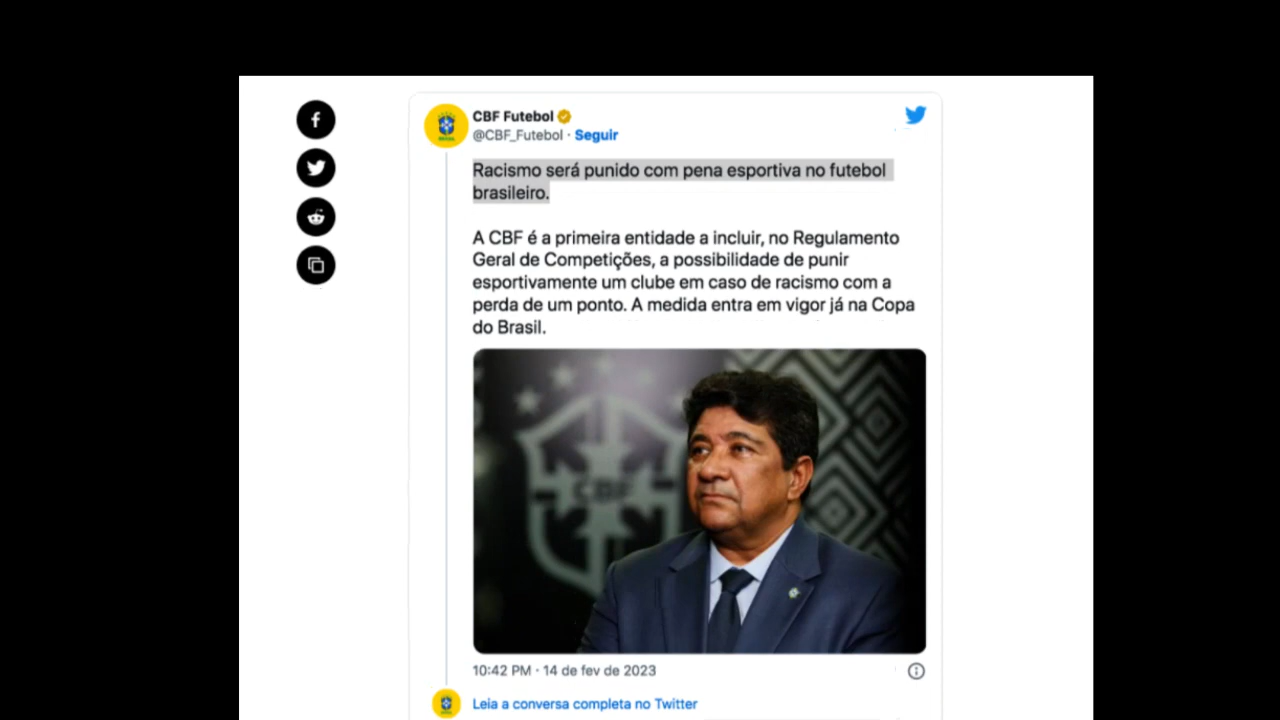 CBF Futebol
@CBF_Futebol · Seguir
Racismo será punido com pena esportiva no futebol
brasileiro.
A CBF é a primeira entidade a incluir, no Regulamento
Geral de Competições, a possibilidade de punir
esportivamente um clube em caso de racismo com a
perda de um ponto. A medida entra em vigor já na Copa
do Brasil.
CBF
10:42 PM · 14 de fev de 2023
Leia a conversa completa no Twitter